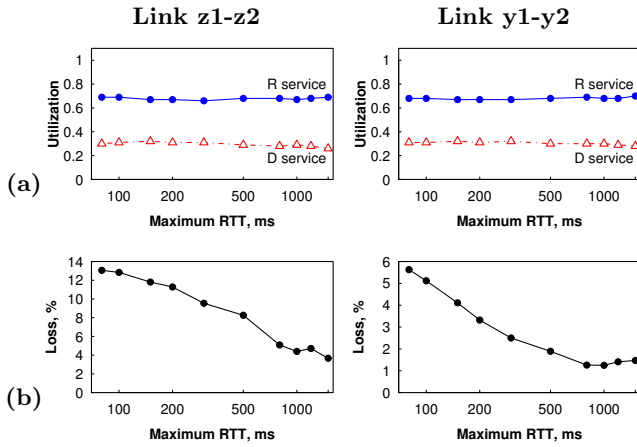 Link z1-z2 Link y1-y2
1
0.8
0.6
0.4
0.2
0
Utilization
R service
D service
100 200 500 1000
Maximum RTT, ms
1
0.8
0.6
0.4
0.2
0
Utilization
R service
D service
100 200 500 1000
Maximum RTT, ms
(a)
14
12
10
8
6
4
2
0
Loss, %
100 200 500 1000
Maximum RTT, ms
6
5
4
3
2
1
0
Loss, %
100 200 500 1000
Maximum RTT, ms
(b)